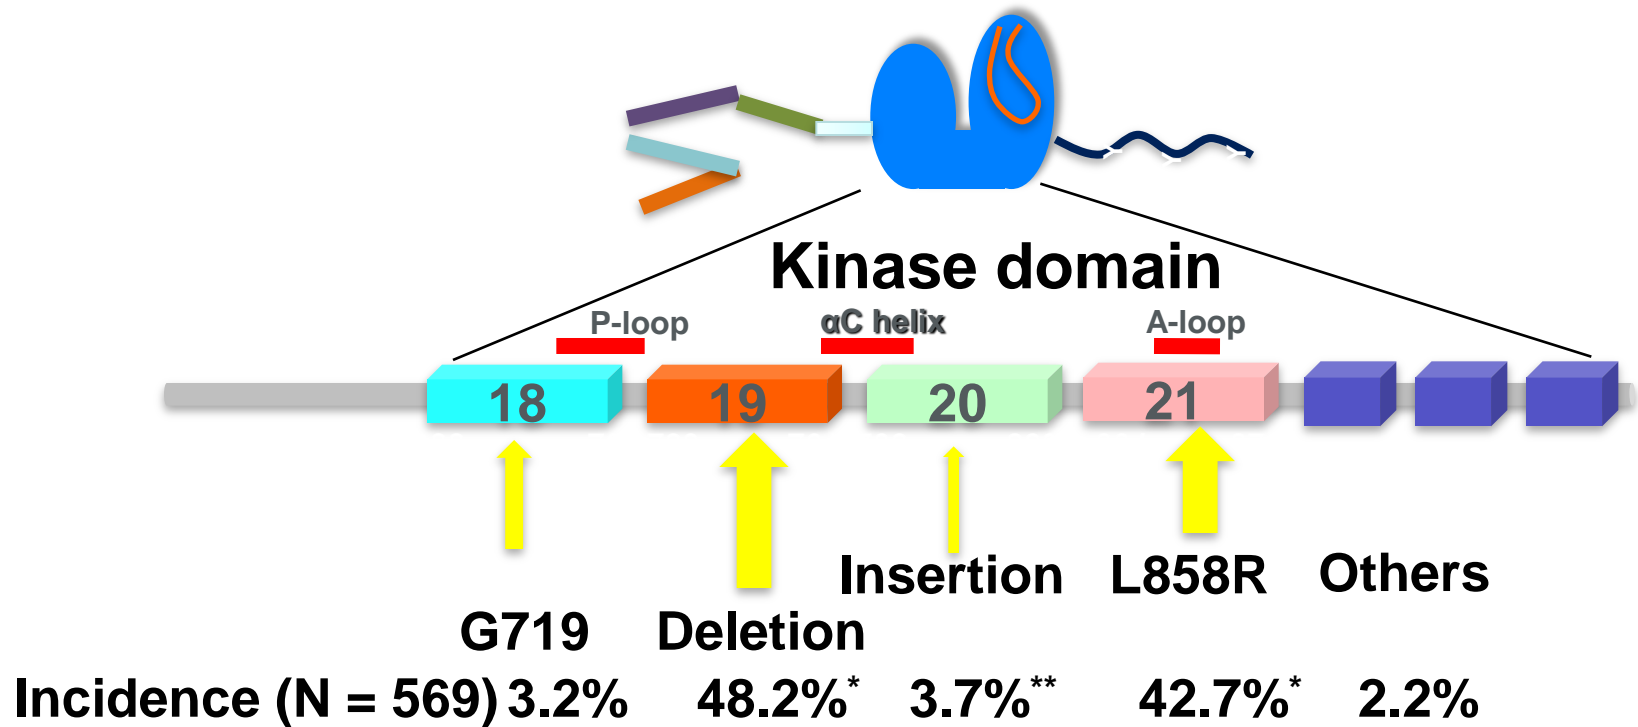 Kinase domain
P-loop αC helix A-loop
18 19 20 21
Insertion L858R Others
G719 Deletion
Incidence (N = 569) 3.2% 48.2%* 3.7%** 42.7%* 2.2%